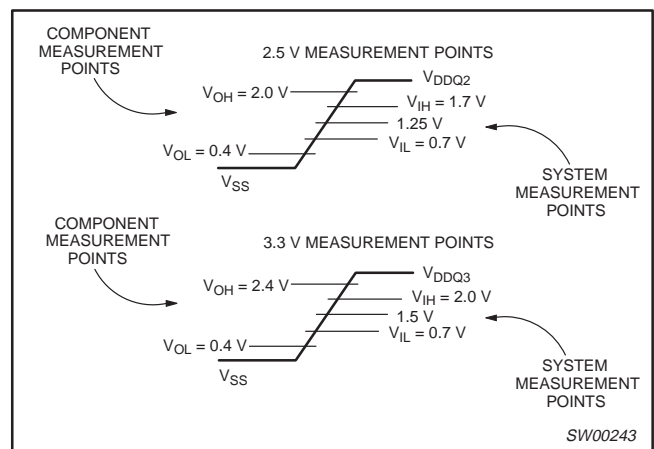 COMPONENT
MEASUREMENT
POINTS
2.5 V MEASUREMENT POINTS
VDDQ2
VOH = 2.0 V
VIH = 1.7 V
1.25 V
VIL = 0.7 V
VOL = 0.4 V
VSS
SYSTEM
MEASUREMENT
POINTS
COMPONENT
MEASUREMENT
POINTS
3.3 V MEASUREMENT POINTS
VDDQ3
VOH = 2.4 V
VIH = 2.0 V
1.5 V
VIL = 0.7 V
VOL = 0.4 V
VSS
SYSTEM
MEASUREMENT
POINTS
SW00243